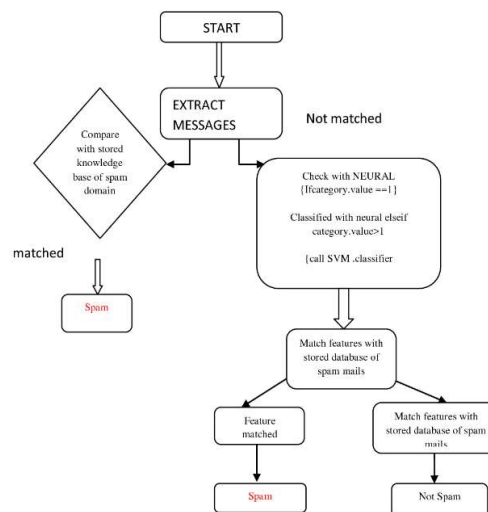 START
EXTRACT
MESSAGES
Not matched
Compare
with stored
knowledge
base of spam
domain
Check with NEURAL
{Ifcategory.value ==1}
Classified with neural elseif
category.value>1
{call SVM .classifier
matched
Spam
Match features with
stored database of
spam mails
Feature
matched
Match features with
stored database of spam
mails
Spam
Not Spam